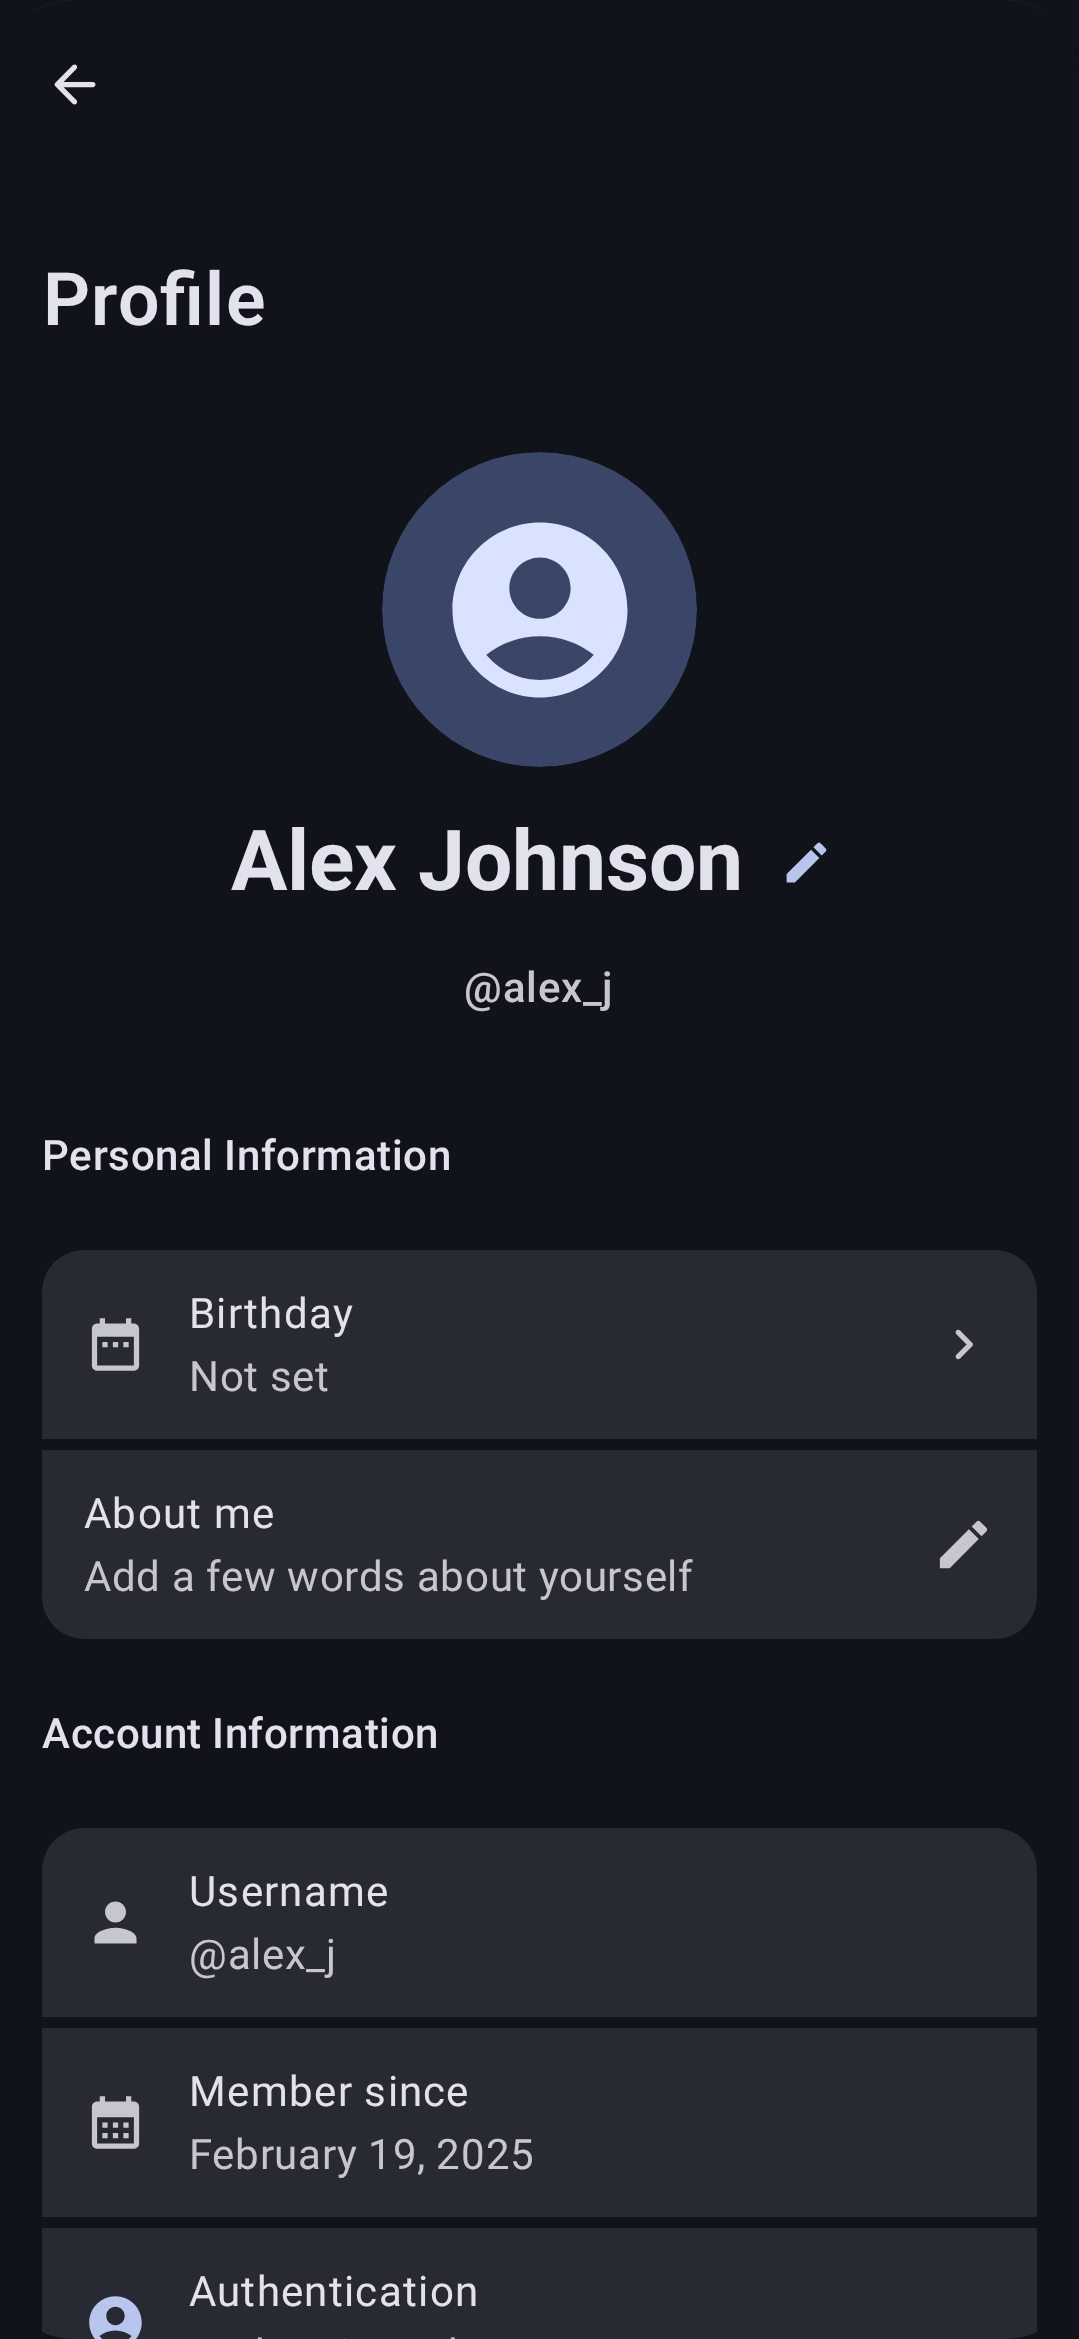 Profile
Alex Johnson
@alex_j
Personal Information
Birthday
Not set
About me
Add a few words about yourself
Account Information
Username
@alex_j
Member since
February 19, 2025
Authentication